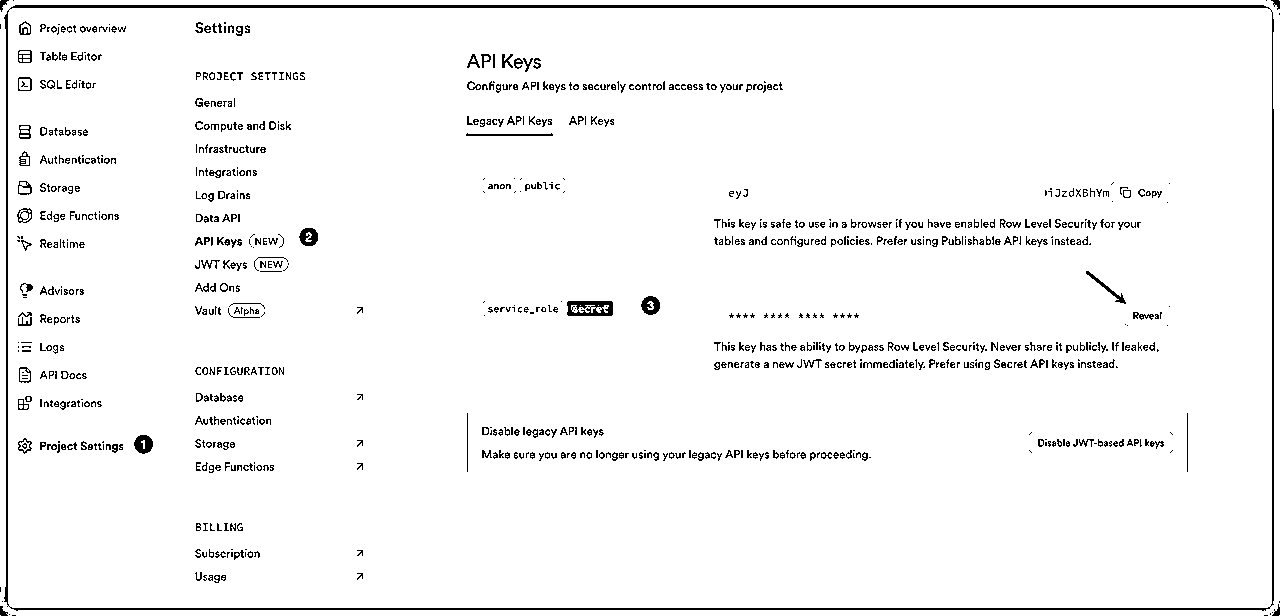 Project overview
Table Editor
SQL Editor
Database
Authentication
Storage
Edge Functions
Realtime
Advisors
Reports
Logs
API Docs
Integrations
Project Settings 1
Settings
PROJECT SETTINGS
General
Compute and Disk
Infrastructure
Integrations
Log Drains
Data API
API Keys NEW 2
JWT Keys NEW
Add Ons
Vault Alpha
CONFIGURATION
Database
Authentication
Storage
Edge Functions
BILLING
Subscription
Usage
API Keys
Configure API keys to securely control access to your project
Legacy API Keys API Keys
anon public
eyJ iJzdXBhYm Copy
This key is safe to use in a browser if you have enabled Row Level Security for your
tables and configured policies. Prefer using Publishable API keys instead.
service_role secret 3
**** **** **** **** Reveal
This key has the ability to bypass Row Level Security. Never share it publicly. If leaked,
generate a new JWT secret immediately. Prefer using Secret API keys instead.
Disable legacy API keys
Make sure you are no longer using your legacy API keys before proceeding.
Disable JWT-based API keys